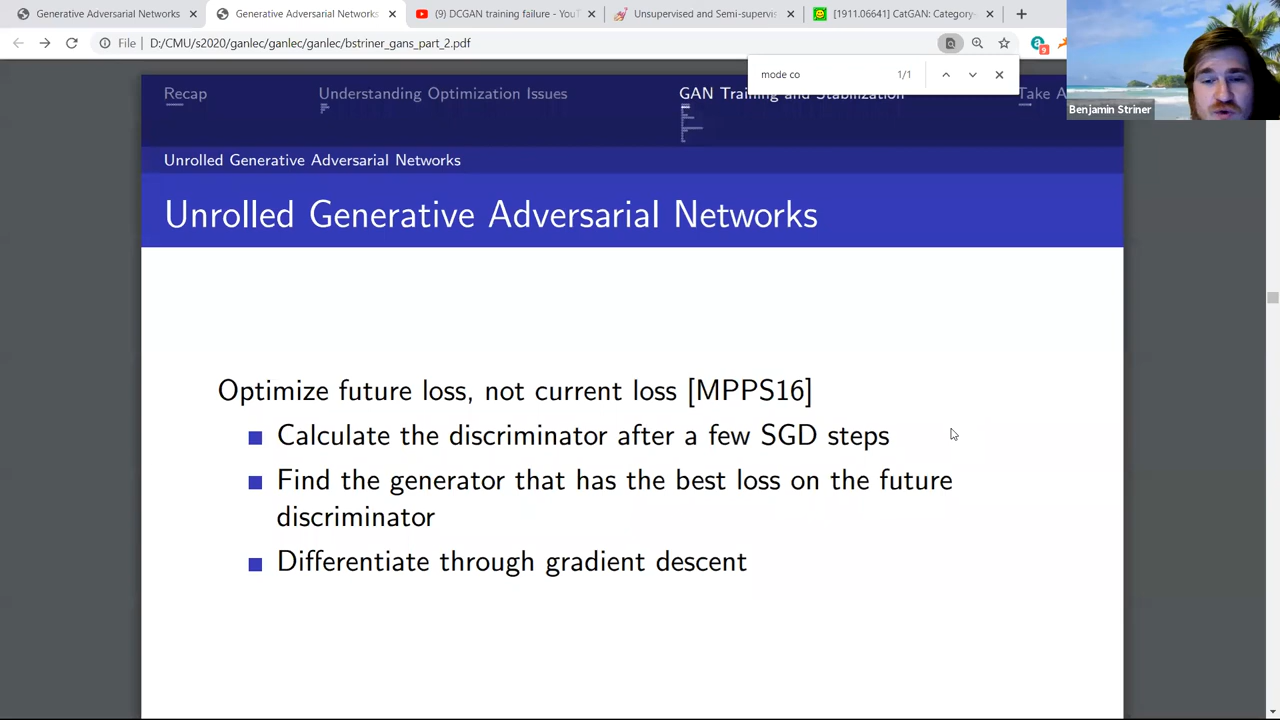 Generative Adversarial Networks
Generative Adversarial Networks
(9) DCGAN training failure - YouT
Unsupervised and Semi-supervis
[1911.06641] CatGAN: Category-
File
D:/CMU/s2020/ganlec/ganlec/ganlec/bstriner_gans_part_2.pdf
mode co
1/1
Recap
Understanding Optimization Issues
GAN Training and Stabilization
Take A
Benjamin Striner
Unrolled Generative Adversarial Networks
Unrolled Generative Adversarial Networks
Optimize future loss, not current loss [MPPS16]
Calculate the discriminator after a few SGD steps
Find the generator that has the best loss on the future
discriminator
Differentiate through gradient descent